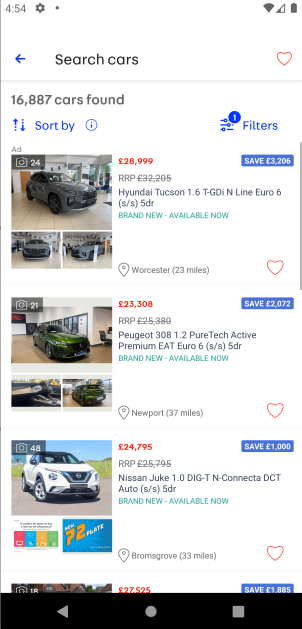 4:54
Search cars
16,887 cars found
Sort by
1
Filters
Ad
24
£28,999
SAVE £3,206
RRP £32,205
Hyundai Tucson 1.6 T-GDi N Line Euro 6
(s/s) 5dr
BRAND NEW - AVAILABLE NOW
Worcester (23 miles)
21
£23,308
SAVE £2,072
RRP £25,380
Peugeot 308 1.2 PureTech Active
Premium EAT Euro 6 (s/s) 5dr
BRAND NEW - AVAILABLE NOW
Newport (37 miles)
48
£24,795
SAVE £1,000
RRP £25,795
Nissan Juke 1.0 DIG-T N-Connecta DCT
Auto (s/s) 5dr
BRAND NEW - AVAILABLE NOW
NEW
72
PLATE
Bromsgrove (33 miles)
18
£27,525
SAVE £1,885